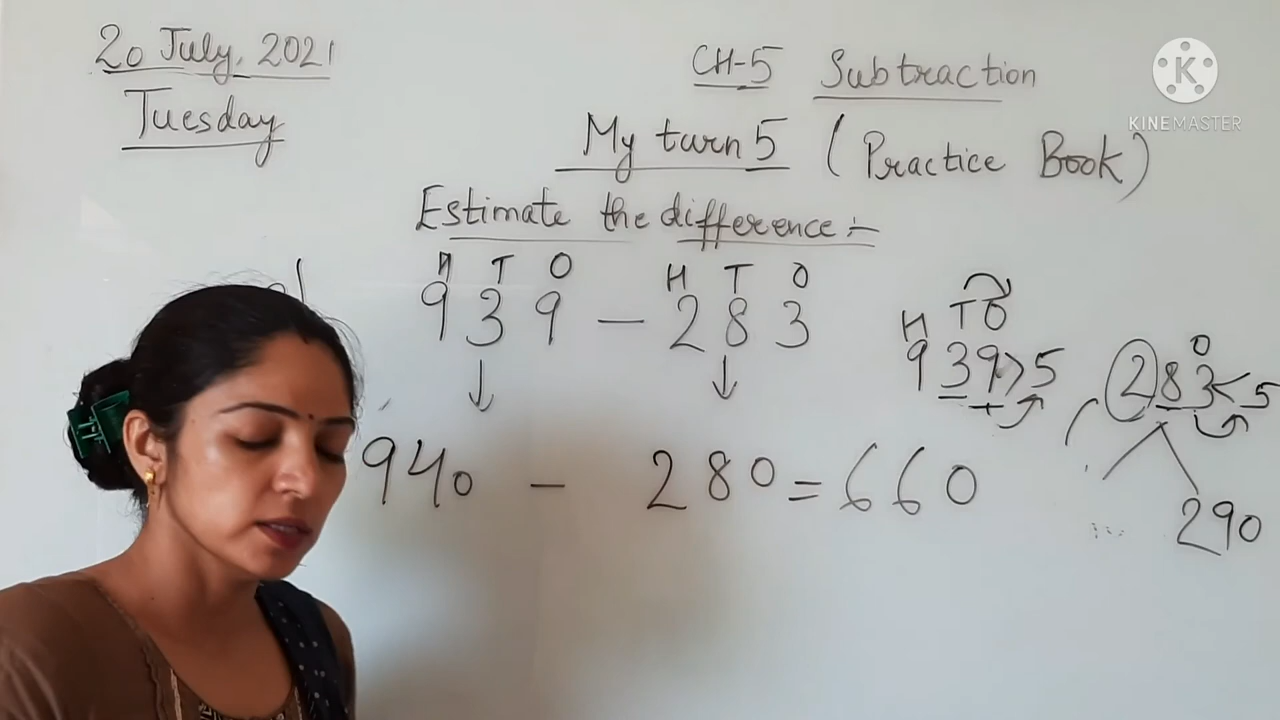 20 July, 2021
Tuesday
CH-5 Subtraction
My turn 5 (Practice Book)
Estimate the difference :-
H T O H T O
939 - 283
940 - 280 = 660
H T O
939 > 5
O
283 < 5
290
KINEMASTER